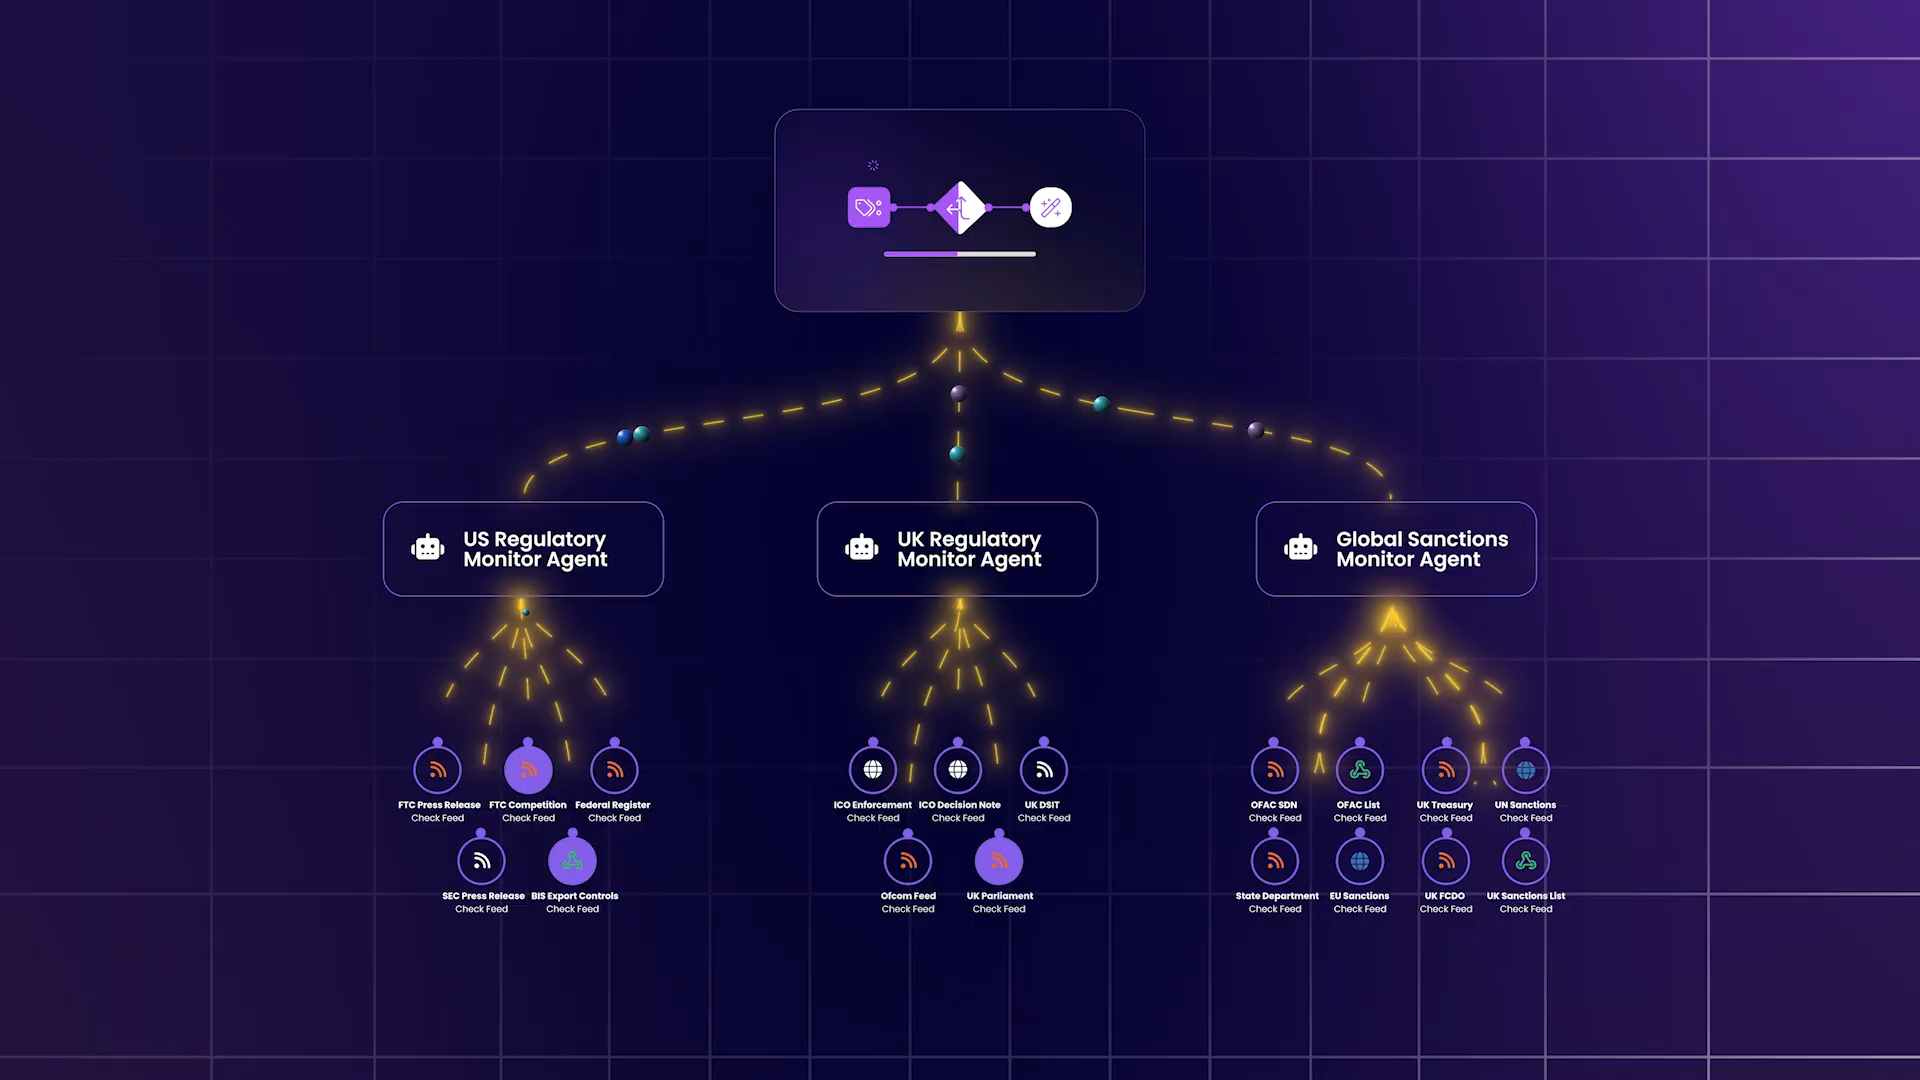 US Regulatory
Monitor Agent
UK Regulatory
Monitor Agent
Global Sanctions
Monitor Agent
FTC Press Release
Check Feed
FTC Competition
Check Feed
Federal Register
Check Feed
SEC Press Release
Check Feed
BIS Export Controls
Check Feed
ICO Enforcement
Check Feed
ICO Decision Note
Check Feed
UK DSIT
Check Feed
Ofcom Feed
Check Feed
UK Parliament
Check Feed
OFAC SDN
Check Feed
OFAC List
Check Feed
UK Treasury
Check Feed
UN Sanctions
Check Feed
State Department
Check Feed
EU Sanctions
Check Feed
UK FCDO
Check Feed
UK Sanctions List
Check Feed